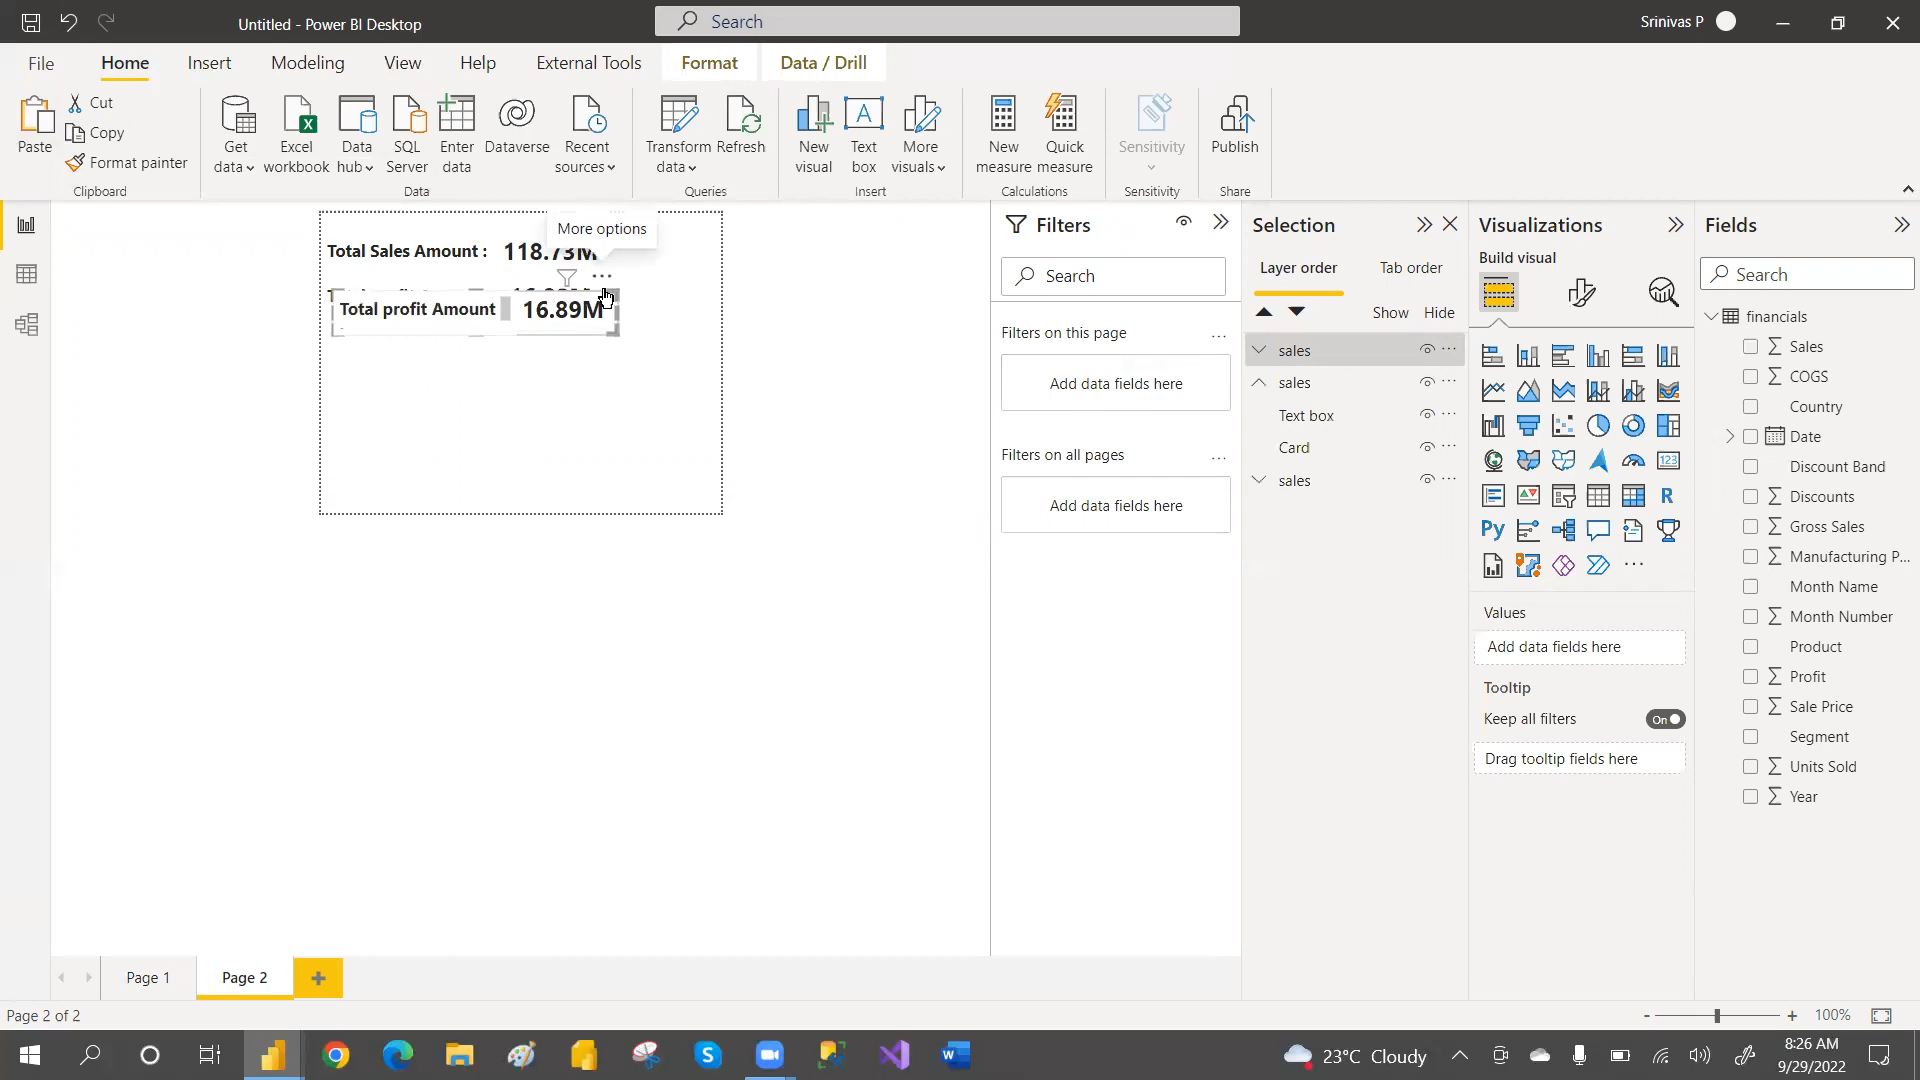 Untitled - Power BI Desktop
Search
Srinivas P
File
Home
Insert
Modeling
View
Help
External Tools
Format
Data / Drill
Paste
Cut
Copy
Format painter
Clipboard
Get data
Excel workbook
Data hub
SQL Server
Enter data
Dataverse
Recent sources
Data
Transform data
Refresh
Queries
New visual
Text box
More visuals
Insert
New measure
Quick measure
Calculations
Sensitivity
Sensitivity
Publish
Share
More options
Total Sales Amount : 118.73M
Total profit Amount 16.89M
Filters
Search
Filters on this page
Add data fields here
Filters on all pages
Add data fields here
Selection
Layer order
Tab order
Show
Hide
sales
sales
Text box
Card
sales
Visualizations
Build visual
123
R
Py
Values
Add data fields here
Tooltip
Keep all filters
On
Drag tooltip fields here
Fields
Search
financials
Sales
COGS
Country
Date
Discount Band
Discounts
Gross Sales
Manufacturing P...
Month Name
Month Number
Product
Profit
Sale Price
Segment
Units Sold
Year
Page 1
Page 2
Page 2 of 2
- + 100%
23°C Cloudy
8:26 AM
9/29/2022